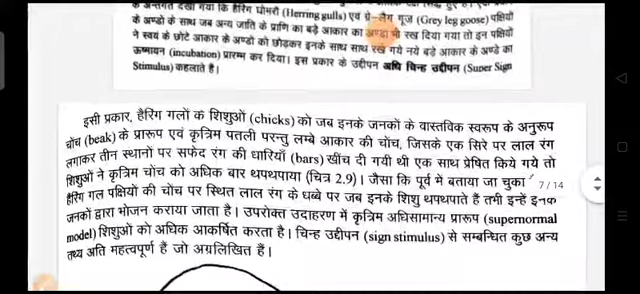 के अन्तर्गत देखा गया कि हैरिंग घोमरों (Herring gulls) एवं ग्रे–लैग गूज (Grey leg goose) पक्षियों
के अण्डों के साथ जब अन्य जाति के प्राणि का बड़े आकार का अण्डा भी रख दिया गया तो इन पक्षियों
ने स्वयं के छोटे आकार के अण्डो को छोड़कर इनके साथ साथ रखे गये नये बड़े आकार के अण्डे का
ऊष्मायन (incubation) प्रारम्भ कर दिया। इस प्रकार के उद्दीपन अधि चिन्ह उद्दीपन (Super Sign
Stimulus) कहलाते है।
इसी प्रकार, हैरिंग गलों के शिशुओं (chicks) को जब इनके जनकों के वास्तविक स्वरूप के अनुरूप
चोंच (beak) के प्रारूप एवं कृत्रिम पतली परन्तु लम्बे आकार की चोंच, जिसके एक सिरे पर लाल रंग
लगाकर तीन स्थानो पर सफेद रंग की धारियाँ (bars) खींच दी गयी थी एक साथ प्रेषित किये गये तो
शिशुओं ने कृत्रिम चोंच को अधिक बार थपथपाया (चित्र 2.9)। जैसा कि पूर्व में बताया जा चुका
7/14
हैरिंग गल पक्षियों की चोंच पर स्थित लाल रंग के धब्बे पर जब इनके शिशु थपथपाते हैं तभी इन्हें इनके
जनकों द्वारा भोजन कराया जाता है। उपरोक्त उदाहरण में कृत्रिम अधिसामान्य प्रारूप (supernormal
model) शिशुओं को अधिक आकर्षित करता है। चिन्ह उद्दीपन (sign stimulus) से सम्बन्धित कुछ अन्य
तथ्य अति महत्वपूर्ण हैं जो अग्रलिखित हैं।